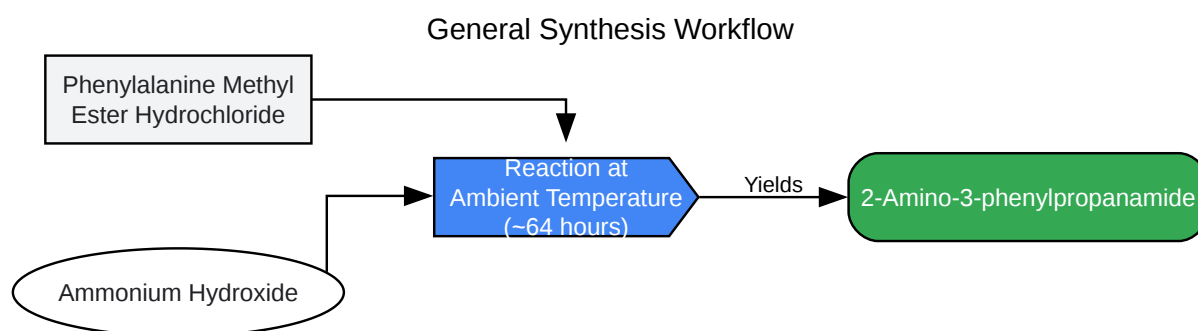 General Synthesis Workflow
Phenylalanine Methyl
Ester Hydrochloride
Reaction at
Ambient Temperature
(~64 hours)
Yields
2-Amino-3-phenylpropanamide
Ammonium Hydroxide